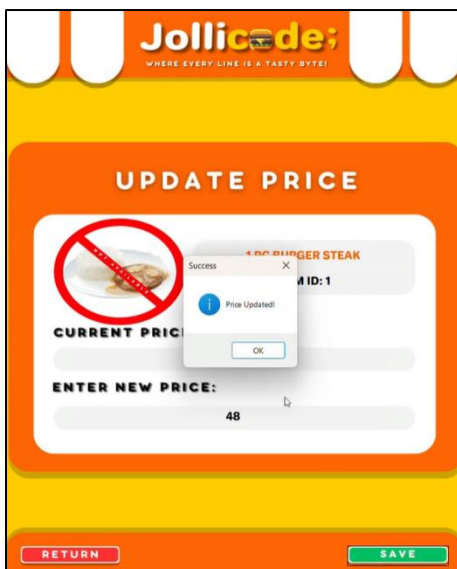 Jollicode;
WHERE EVERY LINE IS A TASTY BYTE!
UPDATE PRICE
1 PC BURGER STEAK
M ID: 1
Success
Price Updated!
OK
CURRENT PRIC
ENTER NEW PRICE:
48
RETURN
SAVE